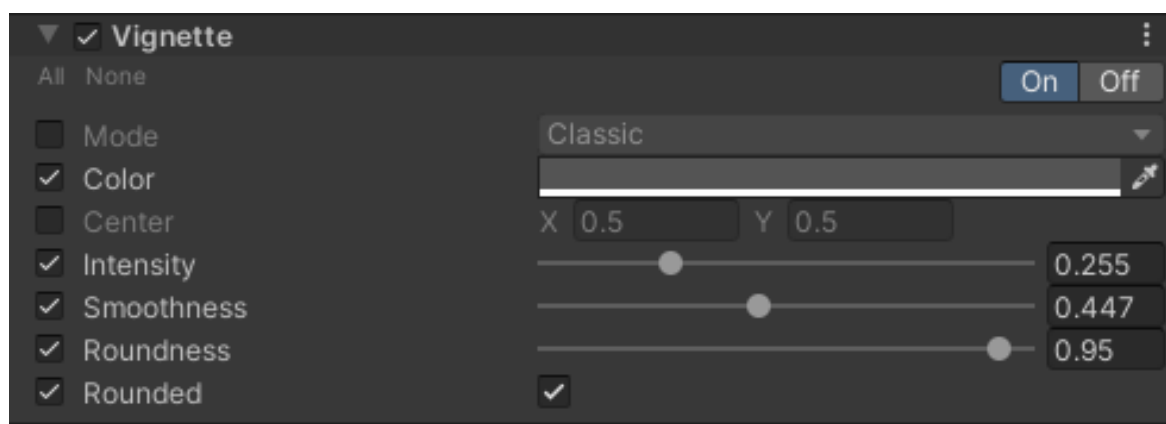 Vignette
All None On Off
Mode Classic
Color
Center X 0.5 Y 0.5
Intensity 0.255
Smoothness 0.447
Roundness 0.95
Rounded